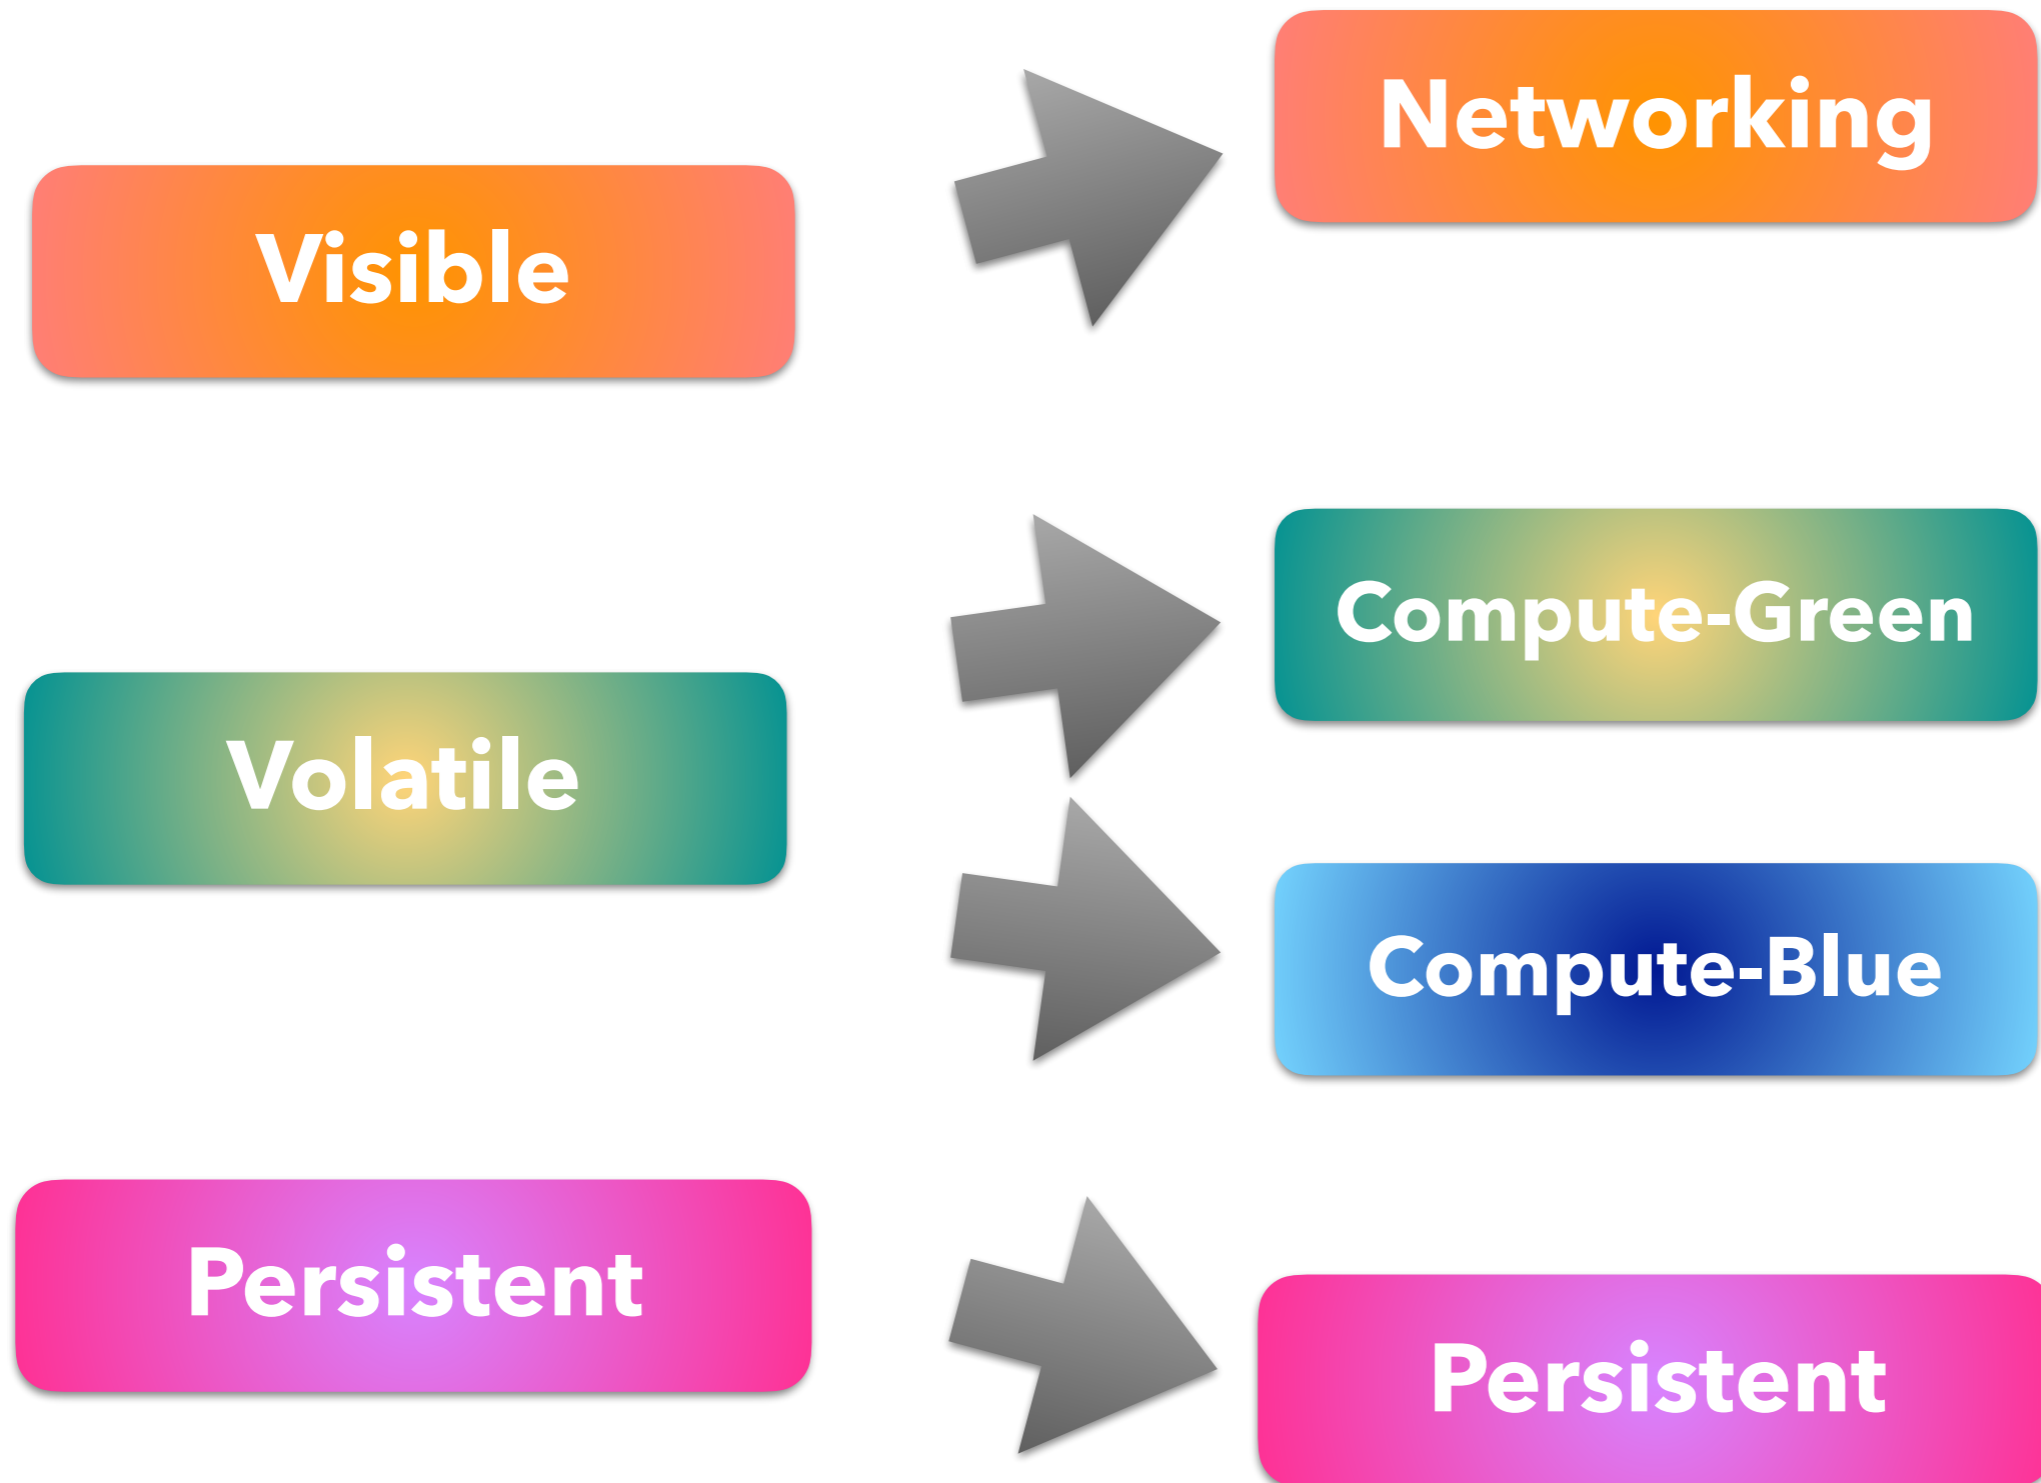 Visible
Volatile
Persistent
Networking
Compute-Green
Compute-Blue
Persistent